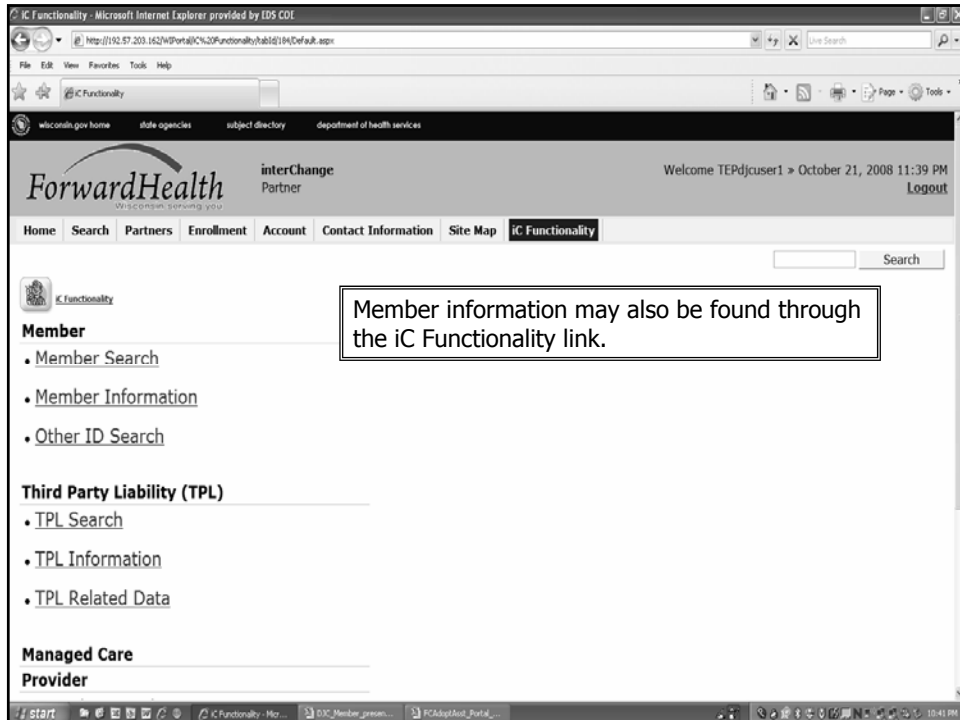 iC Functionality - Microsoft Internet Explorer provided by EDS COE
http://192.57.203.162/WIPortal/iC%20Functionality/tabId/184/Default.aspx
Live Search
File Edit View Favorites Tools Help
iC Functionality
Page Tools
wisconsin.gov home state agencies subject directory department of health services
ForwardHealth
Wisconsin serving you
interChange
Partner
Welcome TEPdjcuser1 » October 21, 2008 11:39 PM
Logout
Home Search Partners Enrollment Account Contact Information Site Map iC Functionality
Search
iC Functionality
Member information may also be found through
the iC Functionality link.
Member
• Member Search
• Member Information
• Other ID Search
Third Party Liability (TPL)
• TPL Search
• TPL Information
• TPL Related Data
Managed Care
Provider
start
iC Functionality - Micr...
DJC_Member_presen...
FCAdoptAsst_Portal_...
10:41 PM